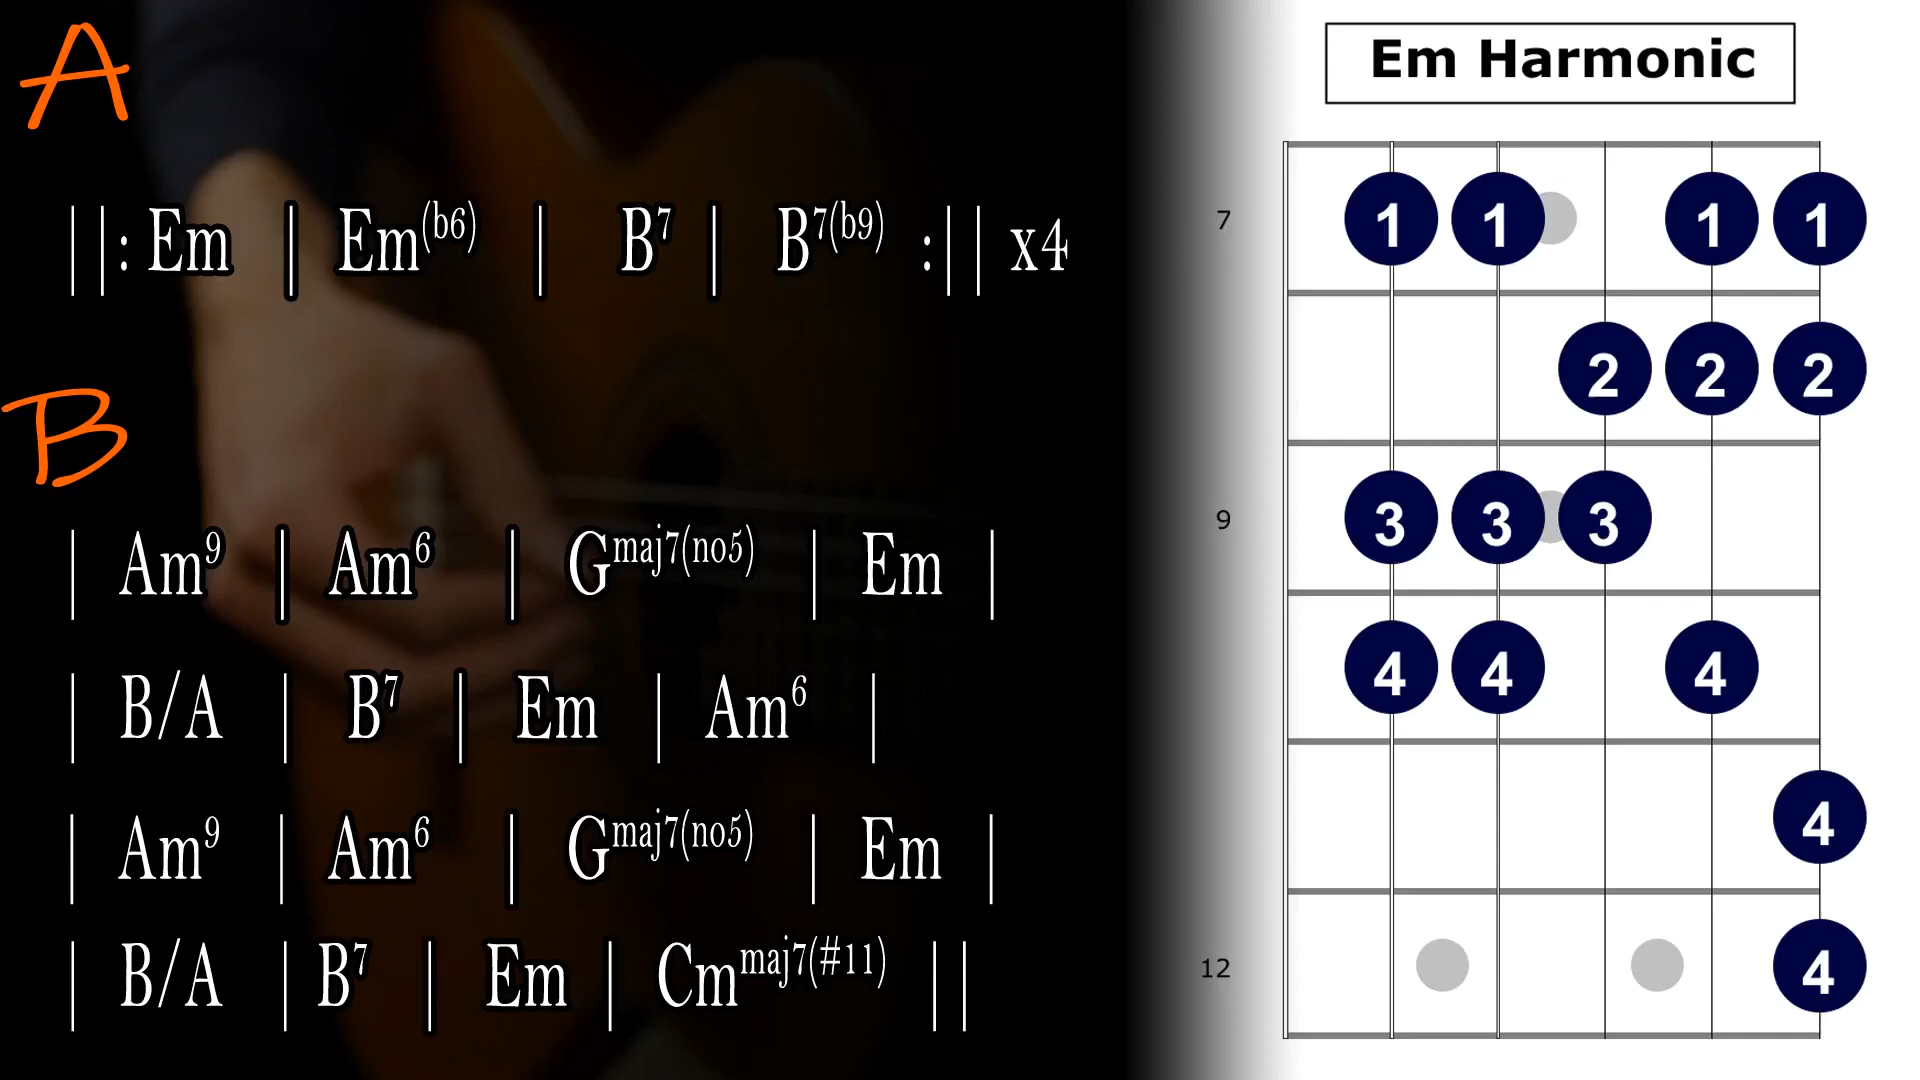 A
||: Em | Em(b6) | B7 | B7(b9) :|| x4
B
| Am9 | Am6 | Gmaj7(no5) | Em |
| B/A | B7 | Em | Am6 |
| Am9 | Am6 | Gmaj7(no5) | Em |
| B/A | B7 | Em | Cmmaj7(#11) ||
Em Harmonic
7 1 1 1 1
2 2 2
9 3 3 3
4 4 4
4
12 4